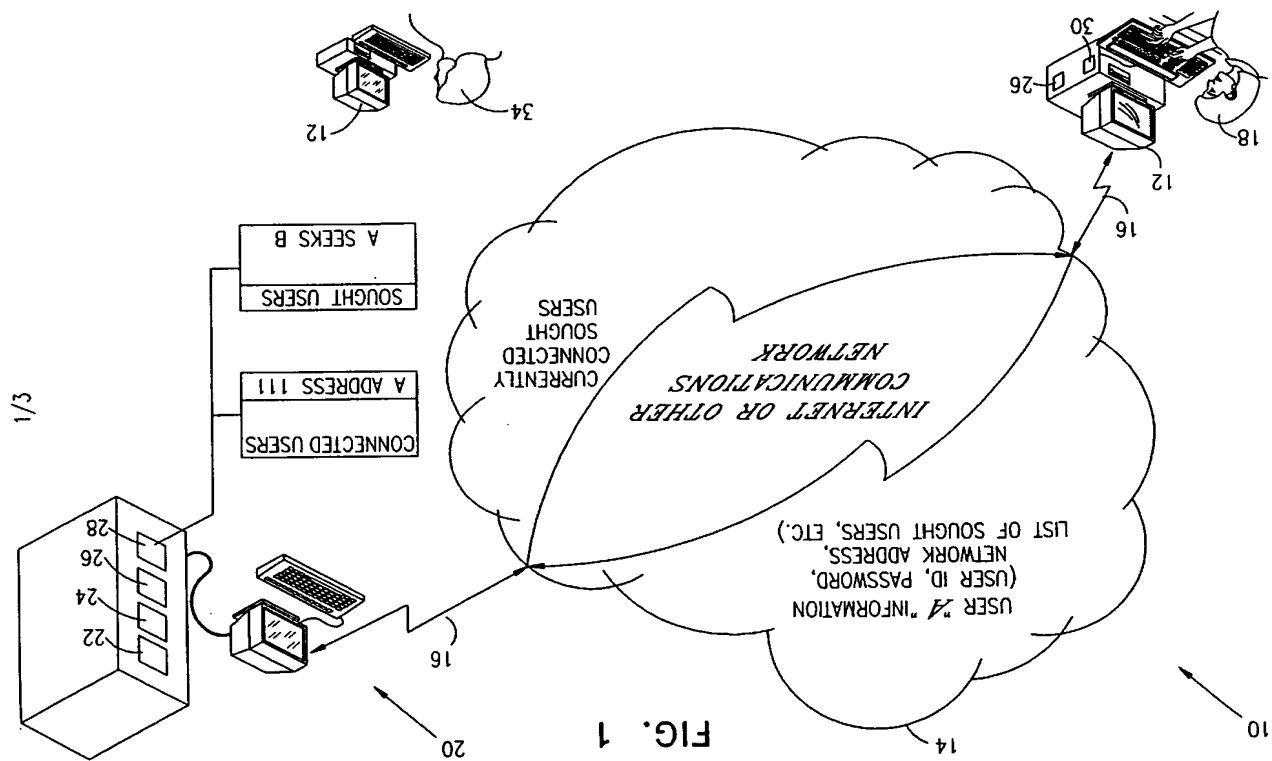 1/3
FIG. 1
10
14
20
16
22
24
26
28
USER "A" INFORMATION
(USER ID, PASSWORD,
NETWORK ADDRESS,
LIST OF SOUGHT USERS, ETC.)
INTERNET OR OTHER
COMMUNICATIONS
NETWORK
CURRENTLY
CONNECTED
SOUGHT
USERS
CONNECTED USERS
A ADDRESS 111
SOUGHT USERS
A SEEKS B
16
12
18
26
30
12
34